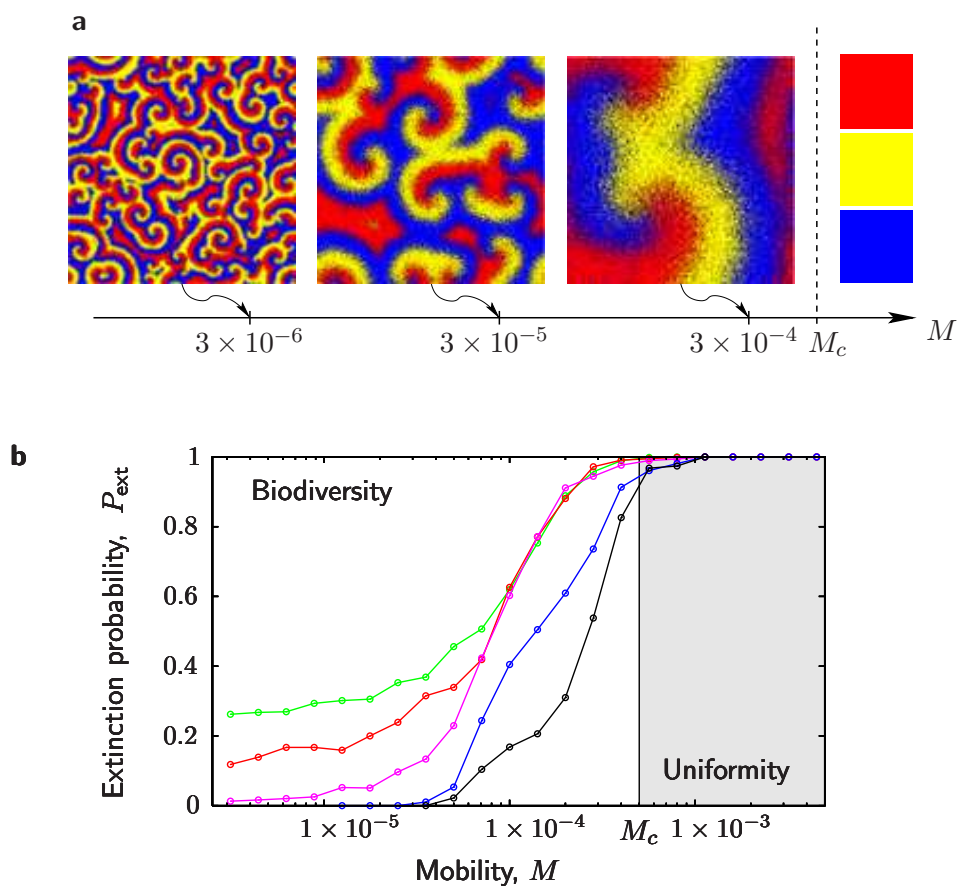 a
3 × 10⁻⁶ 3 × 10⁻⁵ 3 × 10⁻⁴ M_c M
b
Extinction probability, P_ext
1
0.8
0.6
0.4
0.2
0
Biodiversity
Uniformity
1 × 10⁻⁵ 1 × 10⁻⁴ M_c 1 × 10⁻³
Mobility, M